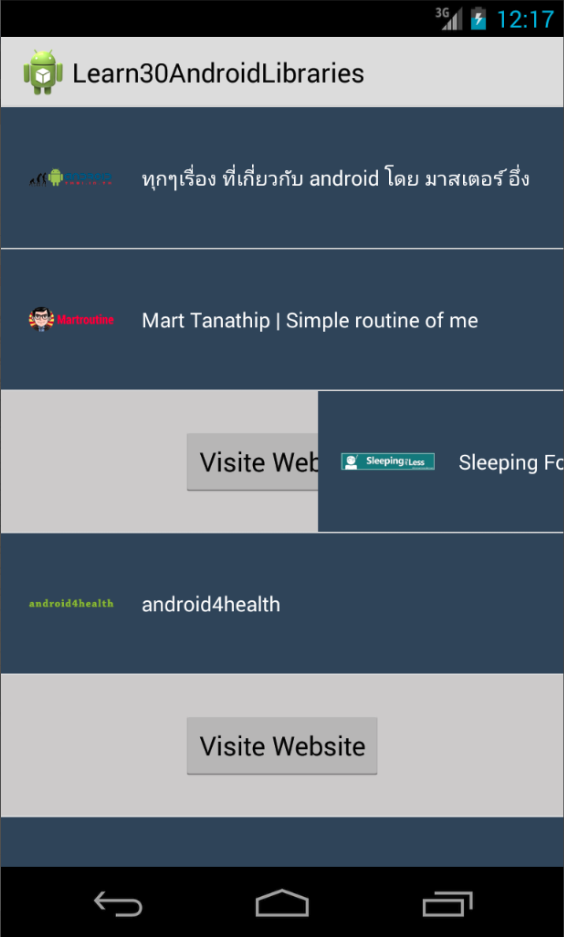 3G 12:17
Learn30AndroidLibraries
ทุกๆเรื่อง ที่เกี่ยวกับ android โดย มาสเตอร์ อึ่ง
Martroutine Mart Tanathip | Simple routine of me
Visite Web
Sleeping For Less Sleeping Fo
android4health android4health
Visite Website